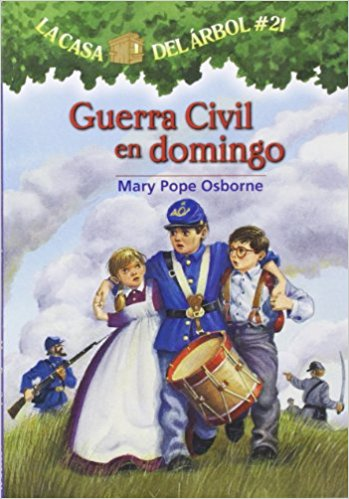 LA CASA DEL ÁRBOL #21
Guerra Civil
en domingo
Mary Pope Osborne